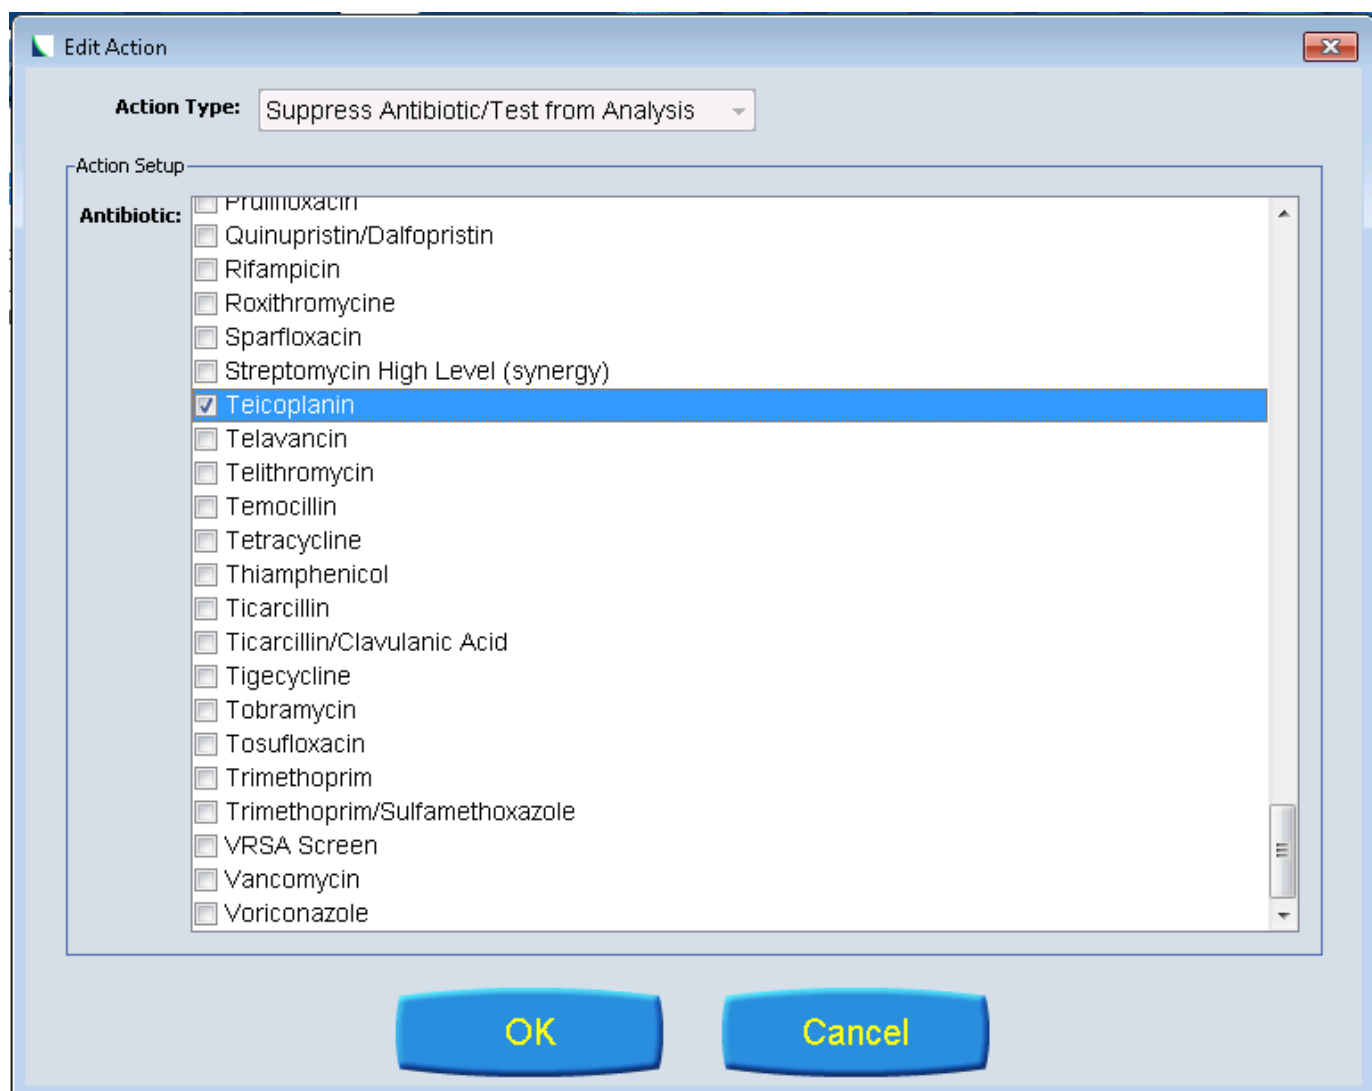 Edit Action
Action Type: Suppress Antibiotic/Test from Analysis
Action Setup
Antibiotic:
Prulifloxacin
Quinupristin/Dalfopristin
Rifampicin
Roxithromycine
Sparfloxacin
Streptomycin High Level (synergy)
Teicoplanin
Telavancin
Telithromycin
Temocillin
Tetracycline
Thiamphenicol
Ticarcillin
Ticarcillin/Clavulanic Acid
Tigecycline
Tobramycin
Tosufloxacin
Trimethoprim
Trimethoprim/Sulfamethoxazole
VRSA Screen
Vancomycin
Voriconazole
OK
Cancel